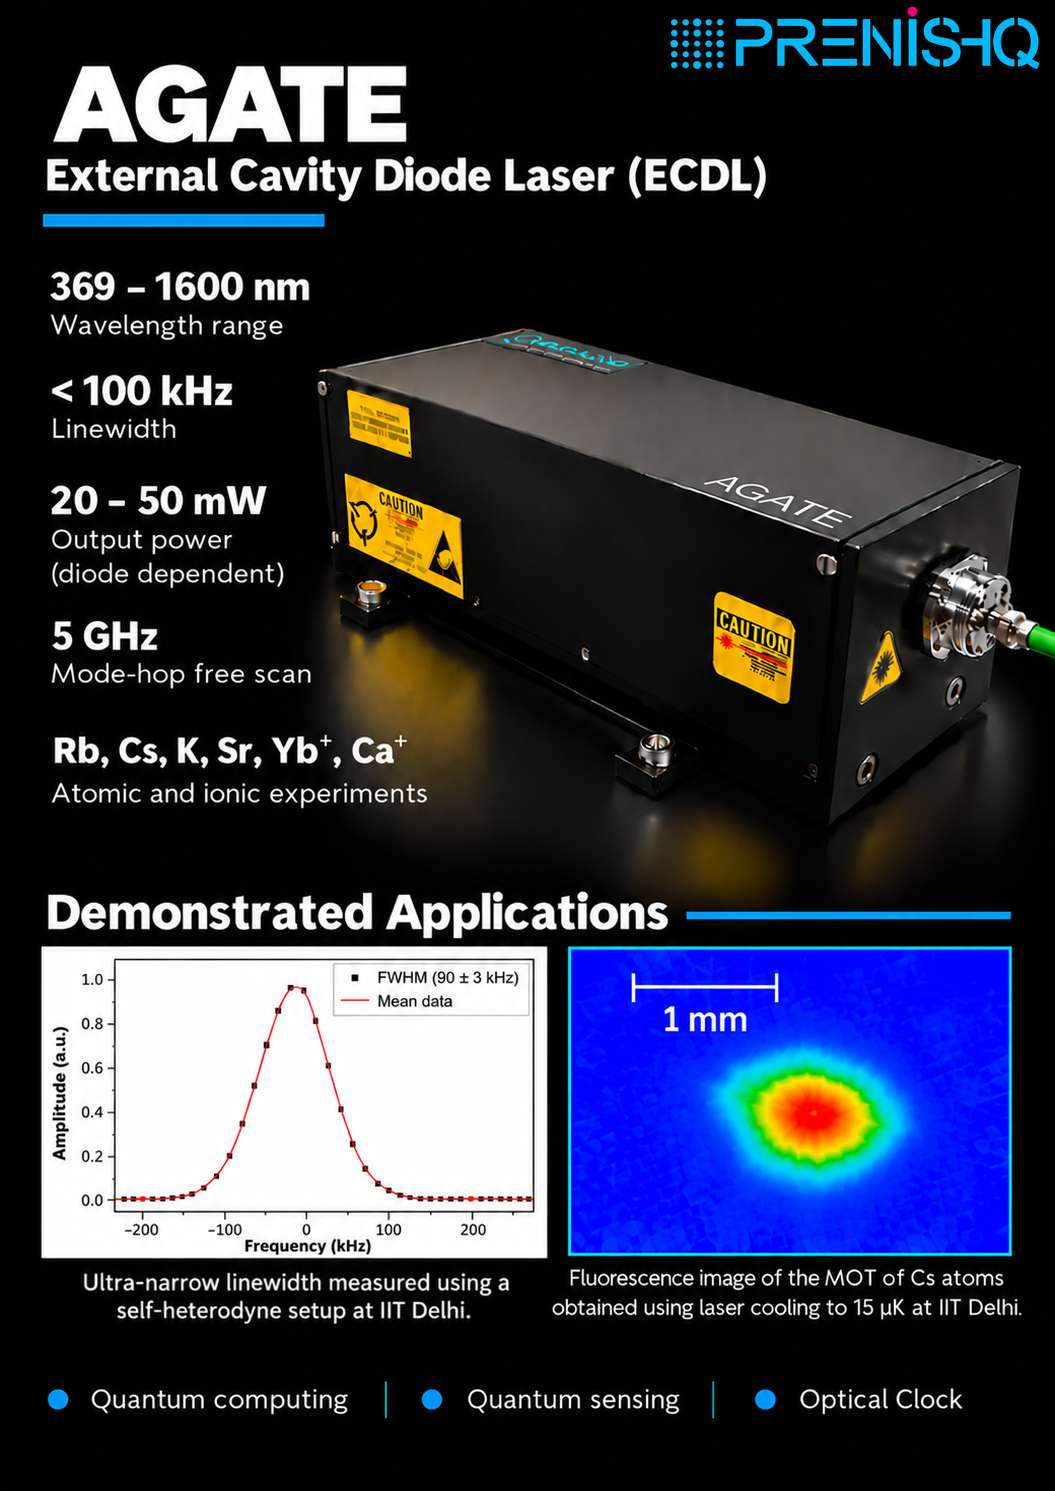 PRENISHQ
AGATE
External Cavity Diode Laser (ECDL)
369 – 1600 nm
Wavelength range
< 100 kHz
Linewidth
20 – 50 mW
Output power
(diode dependent)
5 GHz
Mode-hop free scan
Rb, Cs, K, Sr, Yb⁺, Ca⁺
Atomic and ionic experiments
CAUTION
AGATE
CAUTION
Demonstrated Applications
FWHM (90 ± 3 kHz)
Mean data
Amplitude (a.u.)
1.0
0.8
0.6
0.4
0.2
0.0
−200
−100
0
100
200
Frequency (kHz)
1 mm
Ultra-narrow linewidth measured using a
self-heterodyne setup at IIT Delhi.
Fluorescence image of the MOT of Cs atoms
obtained using laser cooling to 15 µK at IIT Delhi.
Quantum computing
Quantum sensing
Optical Clock